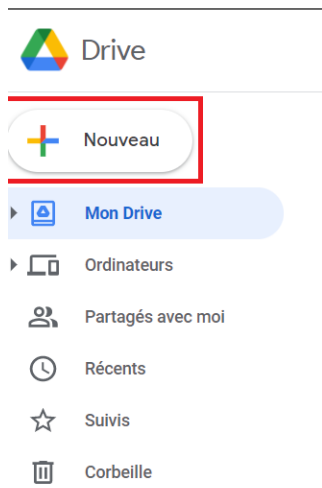 Drive
Nouveau
Mon Drive
Ordinateurs
Partagés avec moi
Récents
Suivis
Corbeille